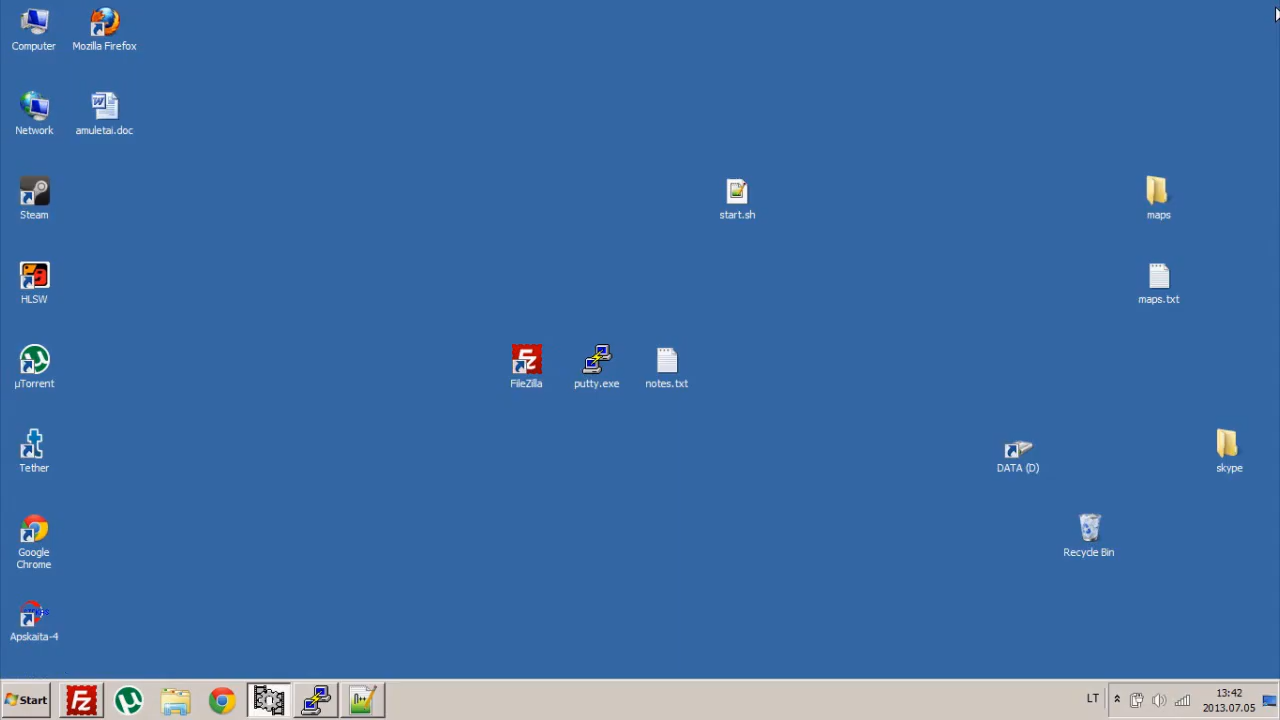 Computer
Mozilla Firefox
Network
amuletai.doc
Steam
start.sh
maps
HLSW
maps.txt
µTorrent
FileZilla
putty.exe
notes.txt
Tether
DATA (D)
skype
Google
Chrome
Recycle Bin
Apskaita-4
Start
LT
13:42
2013.07.05